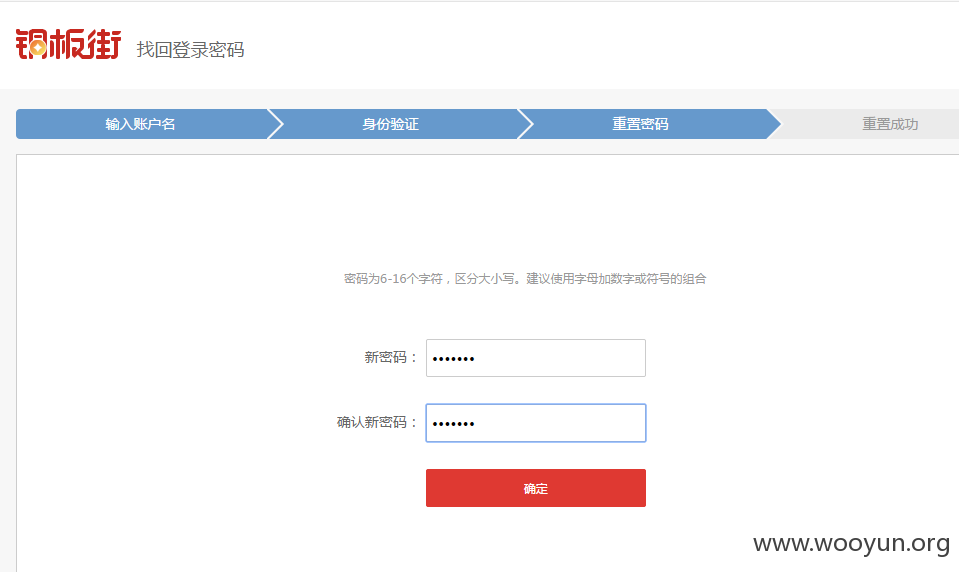 铜板街 找回登录密码
输入账户名 身份验证 重置密码 重置成功
密码为6-16个字符，区分大小写。建议使用字母加数字或符号的组合
新密码： •••••••
确认新密码： •••••••
确定
www.wooyun.org